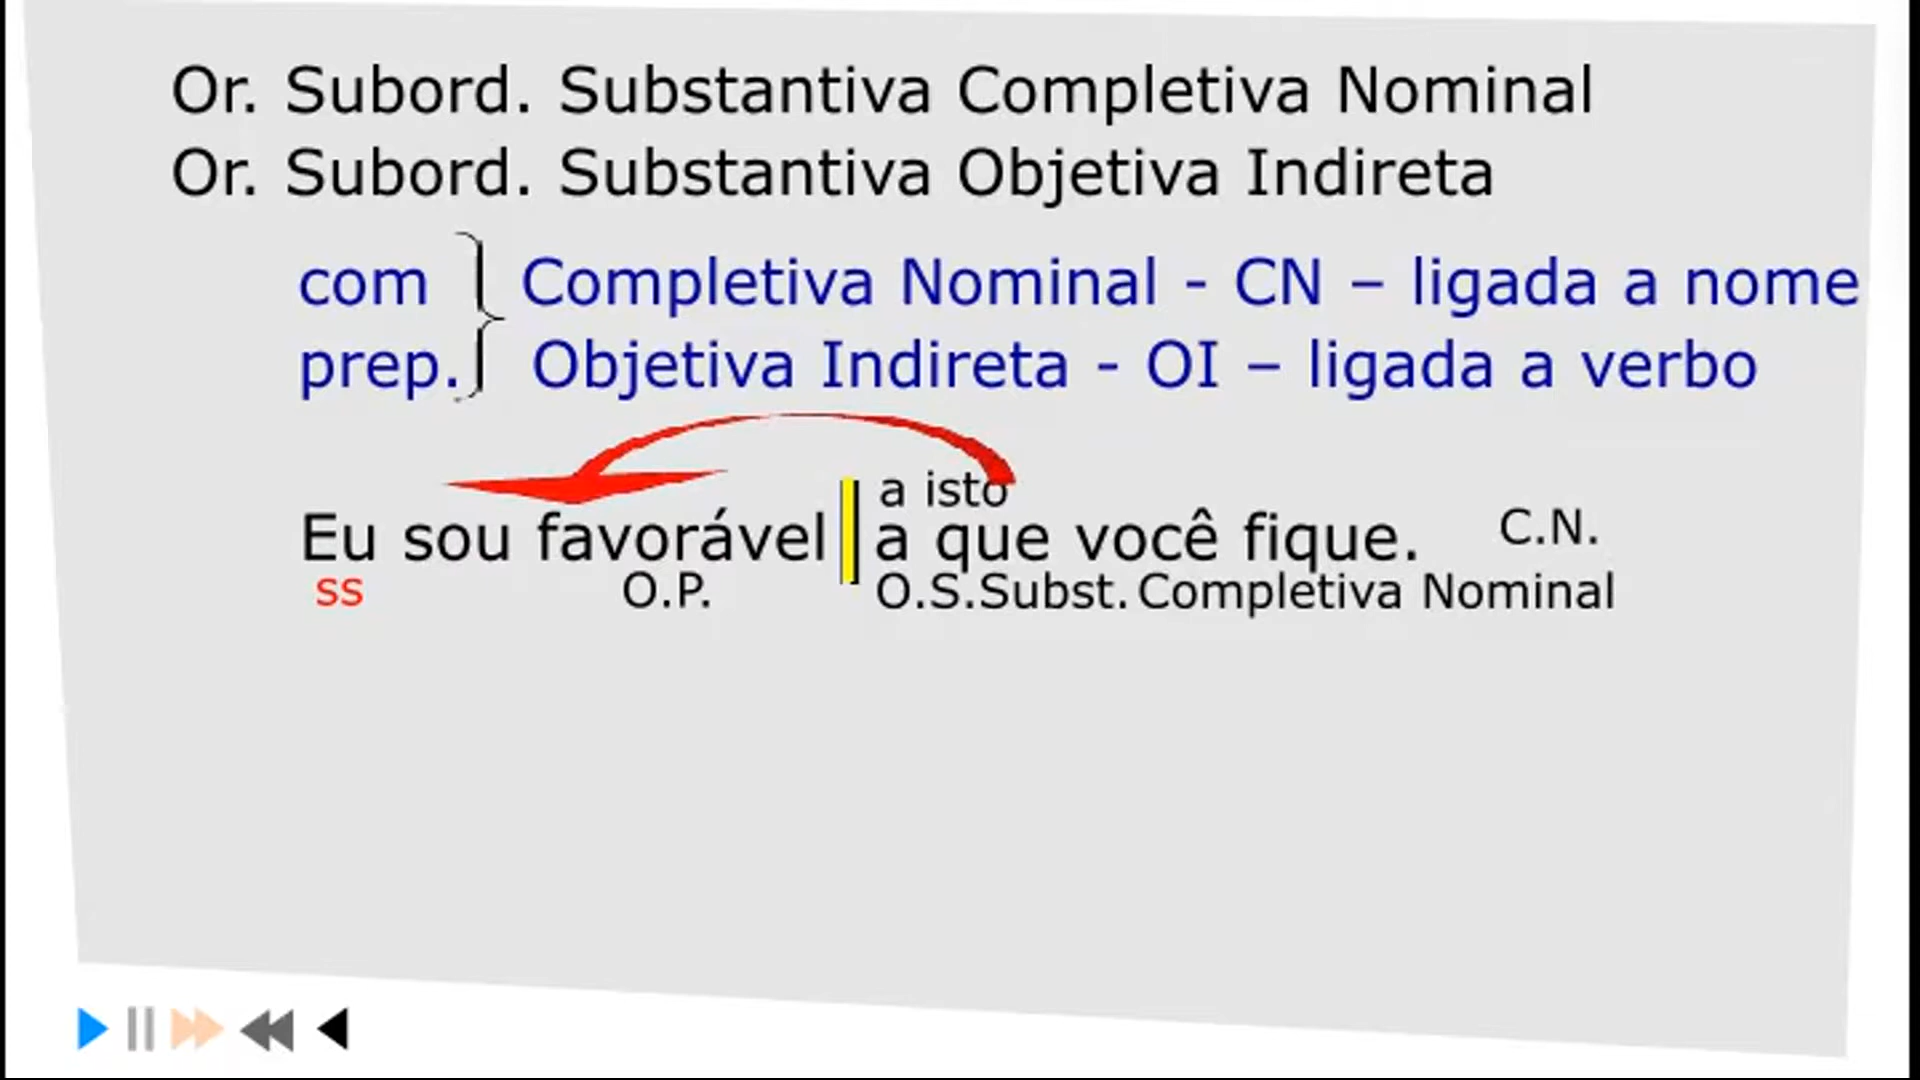 Or. Subord. Substantiva Completiva Nominal
Or. Subord. Substantiva Objetiva Indireta
com Completiva Nominal - CN – ligada a nome
prep. Objetiva Indireta - OI – ligada a verbo
a isto
Eu sou favorável a que você fique. C.N.
ss O.P. O.S.Subst. Completiva Nominal